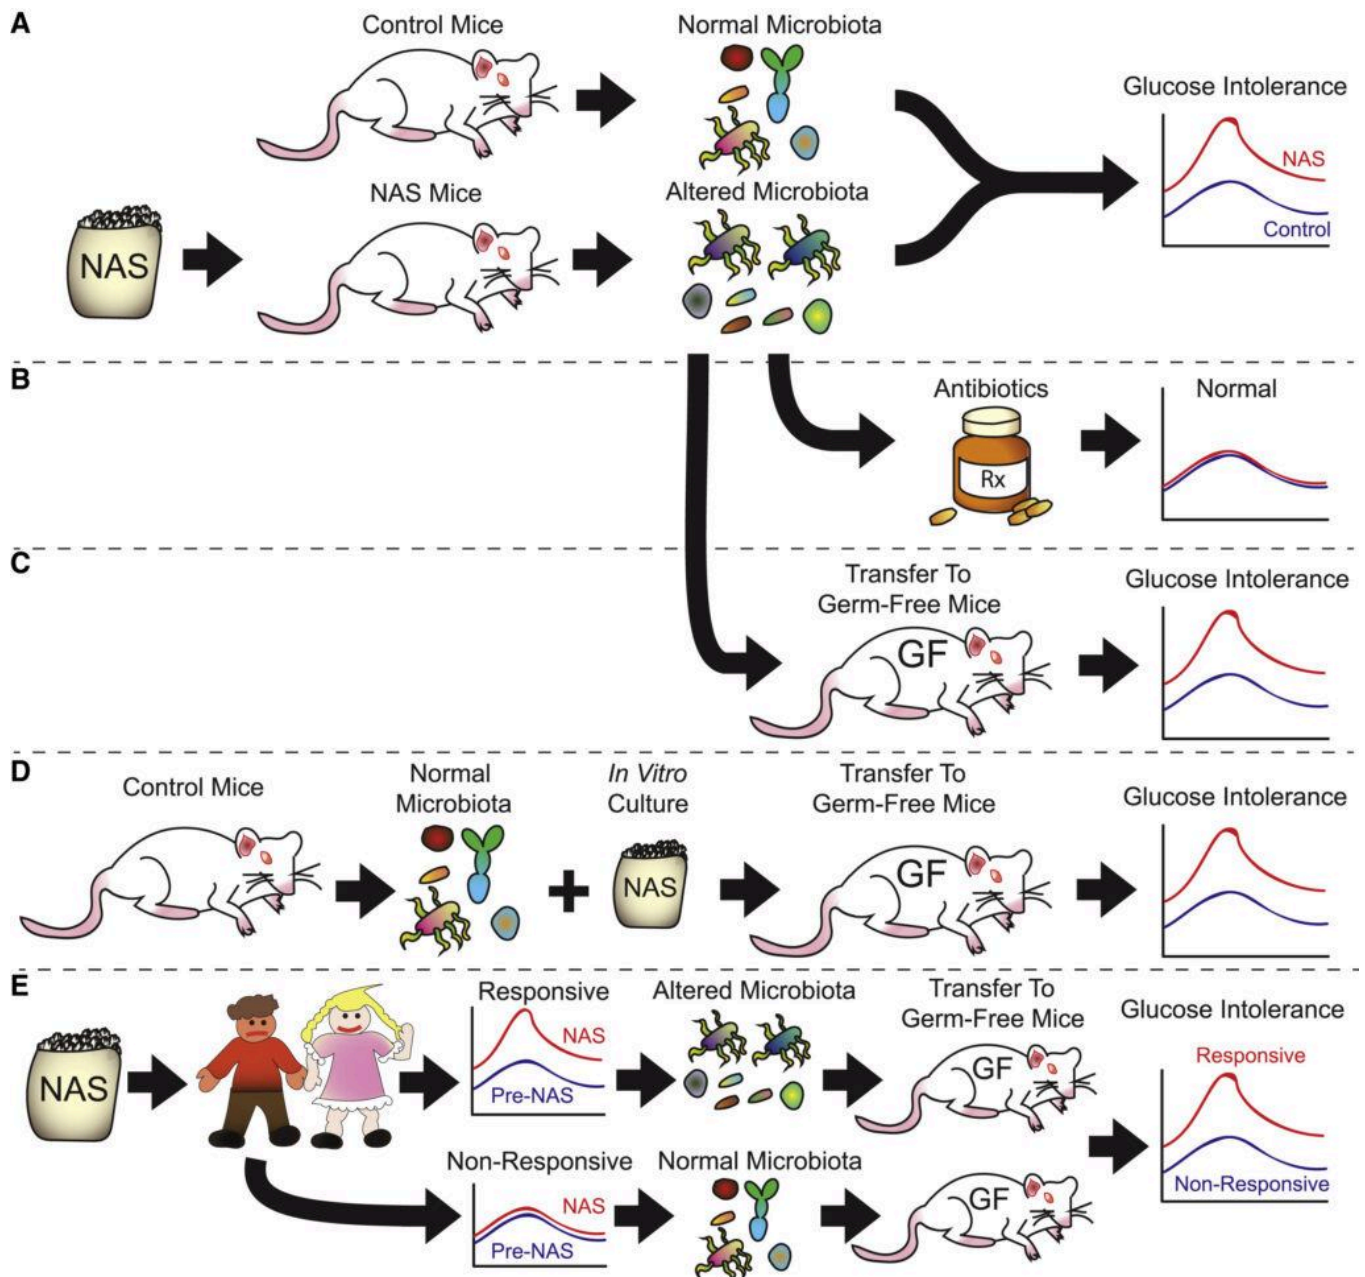 A
Control Mice
Normal Microbiota
Glucose Intolerance
NAS
Control
NAS Mice
Altered Microbiota
NAS
B
Antibiotics
Rx
Normal
C
Transfer To
Germ-Free Mice
GF
Glucose Intolerance
D
Control Mice
Normal
Microbiota
In Vitro
Culture
NAS
Transfer To
Germ-Free Mice
GF
Glucose Intolerance
E
NAS
Responsive
NAS
Pre-NAS
Altered Microbiota
Transfer To
Germ-Free Mice
GF
Glucose Intolerance
Responsive
Non-Responsive
Non-Responsive
NAS
Pre-NAS
Normal Microbiota
GF